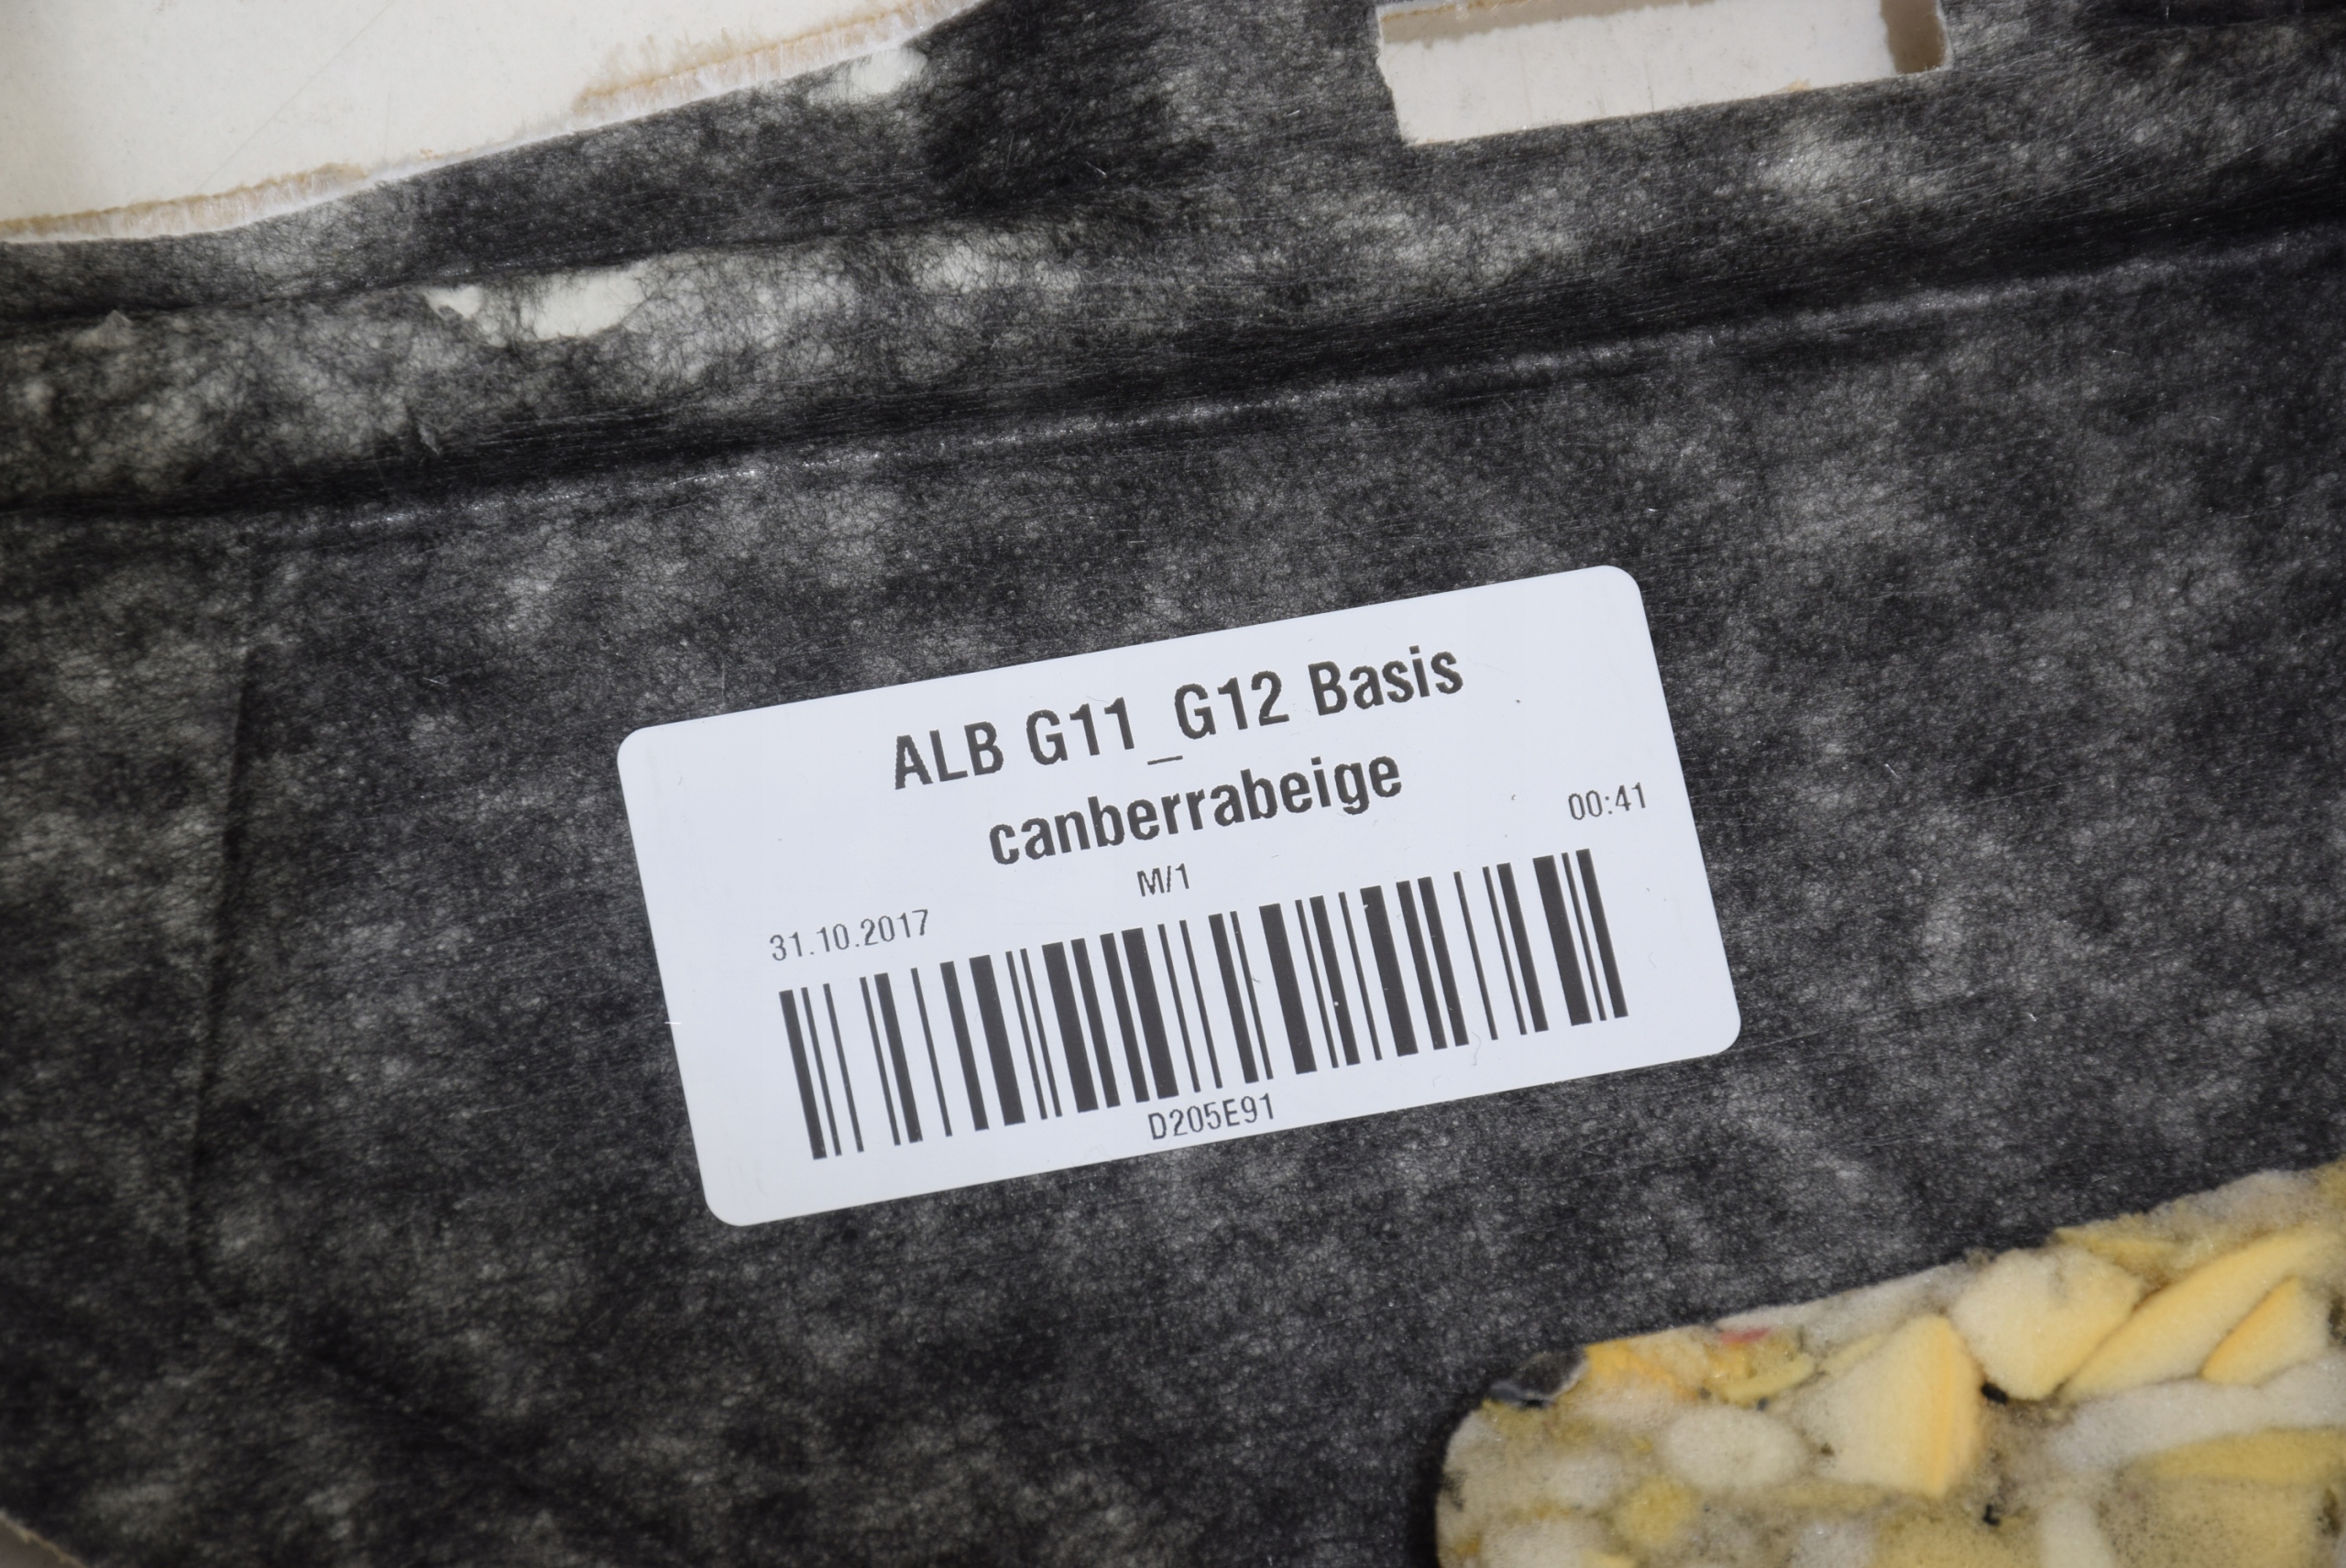 ALB G11_G12 Basis
canberrabeige
00:41
M/1
31.10.2017
D205E91